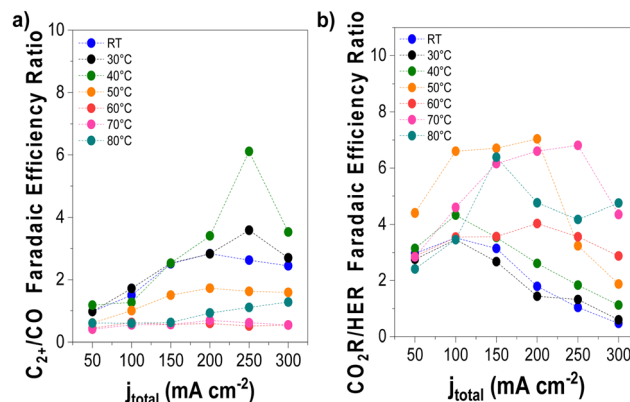 a)
C2+/CO Faradaic Efficiency Ratio
10
8
6
4
2
0
RT
30°C
40°C
50°C
60°C
70°C
80°C
50 100 150 200 250 300
jtotal (mA cm-2)
b)
CO2R/HER Faradaic Efficiency Ratio
10
8
6
4
2
0
RT
30°C
40°C
50°C
60°C
70°C
80°C
50 100 150 200 250 300
jtotal (mA cm-2)